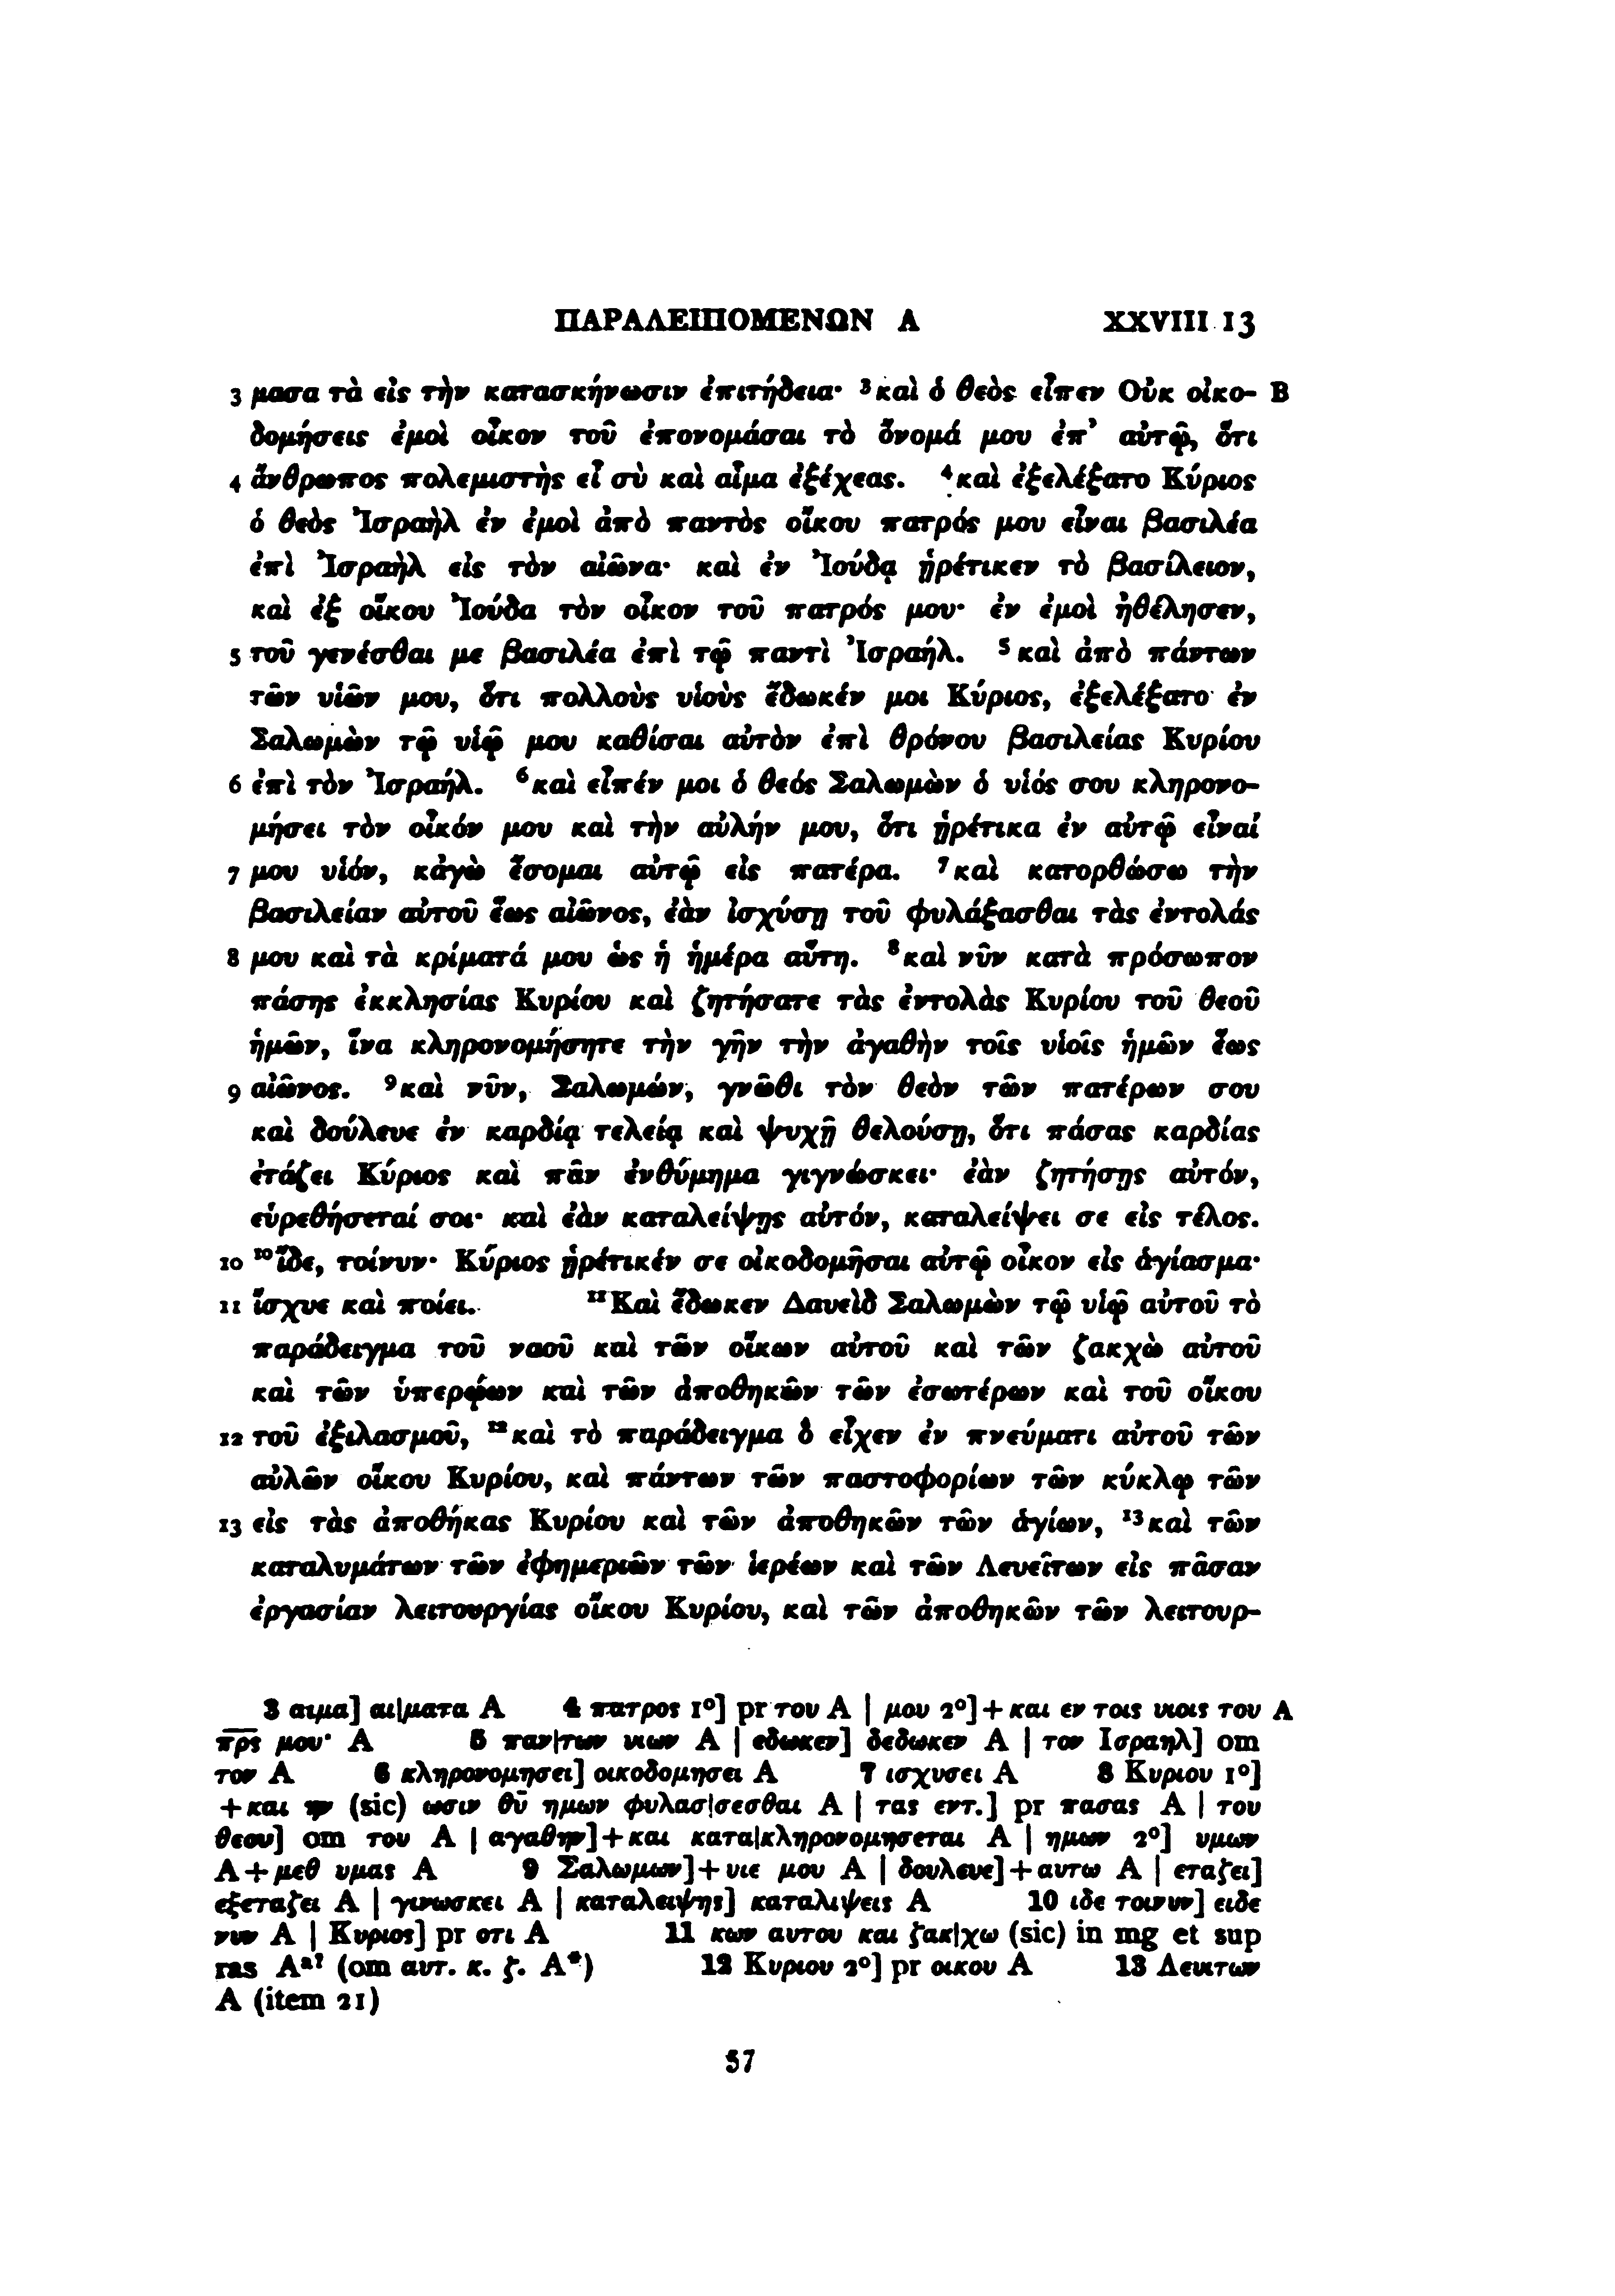 ΠΑΡΑΛΕΙΠΟΜΕΝΩΝ Α XXVIII 13
3 μασα τὰ εἰς τὴν κατασκήνωσιν ἐπιτήδεια· ³καὶ ὁ θεὸς εἶπεν Οὐκ οἰκο- B
δομήσεις ἐμοὶ οἶκον τοῦ ἐπονομάσαι τὸ ὄνομά μου ἐπ’ αὐτῷ, ὅτι
4 ἄνθρωπος πολεμιστὴς εἶ σὺ καὶ αἷμα ἐξέχεας. ⁴καὶ ἐξελέξατο Κύριος
ὁ θεὸς Ἰσραὴλ ἐν ἐμοὶ ἀπὸ παντὸς οἴκου πατρός μου εἶναι βασιλέα
ἐπὶ Ἰσραὴλ εἰς τὸν αἰῶνα· καὶ ἐν Ἰούδᾳ ᾑρέτικεν τὸ βασίλειον,
καὶ ἐξ οἴκου Ἰούδα τὸν οἶκον τοῦ πατρός μου· ἐν ἐμοὶ ἠθέλησεν,
5 τοῦ γενέσθαι με βασιλέα ἐπὶ τῷ παντὶ Ἰσραήλ. ⁵καὶ ἀπὸ πάντων
τῶν υἱῶν μου, ὅτι πολλοὺς υἱοὺς ἔδωκέν μοι Κύριος, ἐξελέξατο ἐν
Σαλωμὼν τῷ υἱῷ μου καθίσαι αὐτὸν ἐπὶ θρόνου βασιλείας Κυρίου
6 ἐπὶ τὸν Ἰσραήλ. ⁶καὶ εἶπέν μοι ὁ θεός Σαλωμὼν ὁ υἱός σου κληρονο-
μήσει τὸν οἶκόν μου καὶ τὴν αὐλήν μου, ὅτι ᾑρέτικα ἐν αὐτῷ εἶναί
7 μου υἱόν, κἀγὼ ἔσομαι αὐτῷ εἰς πατέρα. ⁷καὶ κατορθώσω τὴν
βασιλείαν αὐτοῦ ἕως αἰῶνος, ἐὰν ἰσχύσῃ τοῦ φυλάξασθαι τὰς ἐντολάς
8 μου καὶ τὰ κρίματά μου ὡς ἡ ἡμέρα αὕτη. ⁸καὶ νῦν κατὰ πρόσωπον
πάσης ἐκκλησίας Κυρίου καὶ ζητήσατε τὰς ἐντολὰς Κυρίου τοῦ θεοῦ
ἡμῶν, ἵνα κληρονομήσητε τὴν γῆν τὴν ἀγαθὴν τοῖς υἱοῖς ἡμῶν ἕως
9 αἰῶνος. ⁹καὶ νῦν, Σαλωμών, γνῶθι τὸν θεὸν τῶν πατέρων σου
καὶ δούλευε ἐν καρδίᾳ τελείᾳ καὶ ψυχῇ θελούσῃ, ὅτι πάσας καρδίας
ἐτάζει Κύριος καὶ πᾶν ἐνθύμημα γιγνώσκει· ἐὰν ζητήσῃς αὐτόν,
εὑρεθήσεταί σοι· καὶ ἐὰν καταλείψῃς αὐτόν, καταλείψει σε εἰς τέλος.
10 ¹⁰ἴδε, τοίνυν· Κύριος ᾑρέτικέν σε οἰκοδομῆσαι αὐτῷ οἶκον εἰς ἁγίασμα·
11 ἴσχυε καὶ ποίει. ¹¹Καὶ ἔδωκεν Δαυεὶδ Σαλωμὼν τῷ υἱῷ αὐτοῦ τὸ
παράδειγμα τοῦ ναοῦ καὶ τῶν οἴκων αὐτοῦ καὶ τῶν ζακχὼ αὐτοῦ
καὶ τῶν ὑπερῴων καὶ τῶν ἀποθηκῶν τῶν ἐσωτέρων καὶ τοῦ οἴκου
12 τοῦ ἐξιλασμοῦ, ¹²καὶ τὸ παράδειγμα ὃ εἶχεν ἐν πνεύματι αὐτοῦ τῶν
αὐλῶν οἴκου Κυρίου, καὶ πάντων τῶν παστοφορίων τῶν κύκλῳ τῶν
13 εἰς τὰς ἀποθήκας Κυρίου καὶ τῶν ἀποθηκῶν τῶν ἁγίων, ¹³καὶ τῶν
καταλυμάτων τῶν ἐφημεριῶν τῶν ἱερέων καὶ τῶν Λευεῖτων εἰς πᾶσαν
ἐργασίαν λειτουργίας οἴκου Κυρίου, καὶ τῶν ἀποθηκῶν τῶν λειτουρ-
3 αιμα] αι|ματα A 4 πατρος 1°] pr του A | μου 2°]+και εν τοις υιοις του A
π̅ρ̅ς̅ μου· A 5 παν|των υιων A | εδωκεν] δεδωκεν A | τον Ισραηλ] om
τον A 6 κληρονομησει] οικοδομησει A 7 ισχυσει A 8 Κυριου 1°]
+και (sic) ωσιν θ̅υ̅ ημων φυλασ|σεσθαι A | τας εντ.] pr πασας A | του
θεου] om του A | αγαθην]+και κατα|κληρονομησεται A | ημων 2°] υμων
A+μεθ υμας A 9 Σαλωμων]+υιε μου A | δουλευε]+αυτω A | εταζει]
εξεταζει A | γινωσκει A | καταλειψης] καταλιψεις A 10 ιδε τοινυν] ειδε
νυν A | Κυριος] pr οτι A 11 κων αυτου και ζακ|χω (sic) in mg et sup
ras Aᵃ? (om αυτ. κ. ζ. A*) 12 Κυριου 2°] pr οικου A 13 Λευιτων
A (item 21)
57